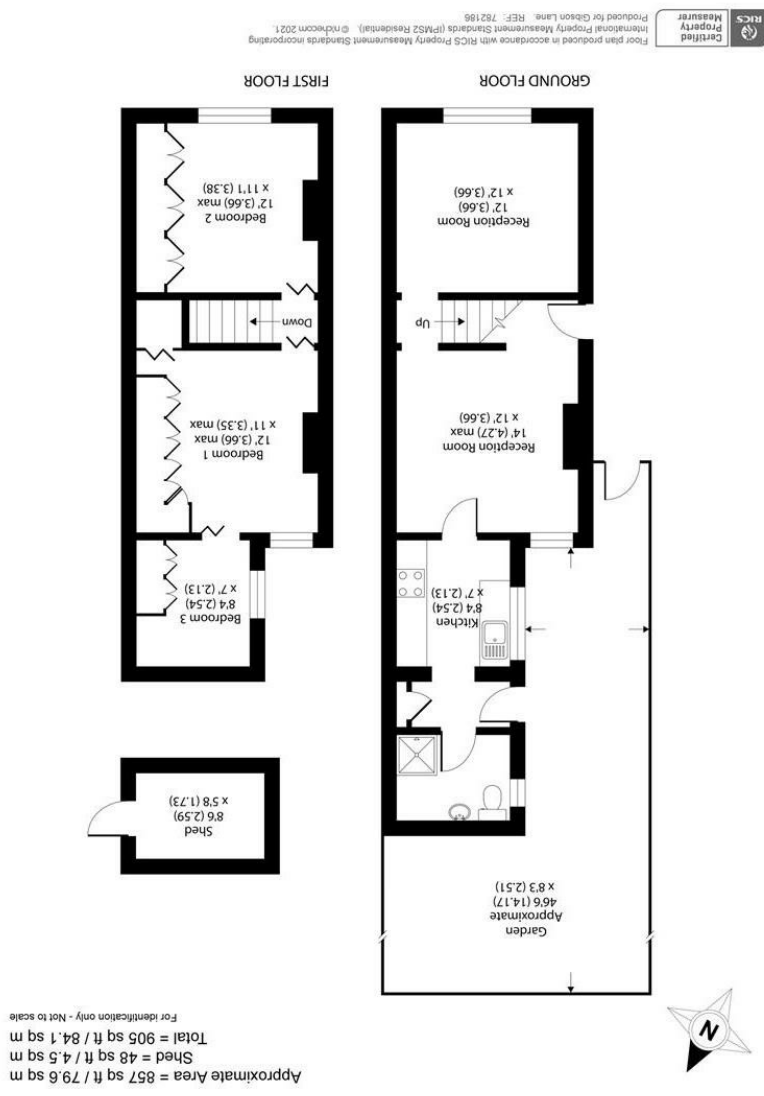 Approximate Area = 857 sq ft / 79.6 sq m
Shed = 48 sq ft / 4.5 sq m
Total = 905 sq ft / 84.1 sq m
For identification only - Not to scale
N
Garden
Approximate
46'6 (14.17)
x 8'3 (2.51)
Shed
8'6 (2.59)
x 5'8 (1.73)
Kitchen
8'4 (2.54)
x 7' (2.13)
Bedroom 3
8'4 (2.54)
x 7' (2.13)
Reception Room
14' (4.27) max
x 12' (3.66)
Bedroom 1
12' (3.66) max
x 11' (3.35) max
Up
Down
Reception Room
12' (3.66)
x 12' (3.66)
Bedroom 2
12' (3.66) max
x 11'1 (3.38)
GROUND FLOOR
FIRST FLOOR
Certified
Property
Measurer
RICS
Floor plan produced in accordance with RICS Property Measurement Standards incorporating
International Property Measurement Standards (IPMS2 Residential). © nichecom 2021.
Produced for Gibson Lane. REF: 782186